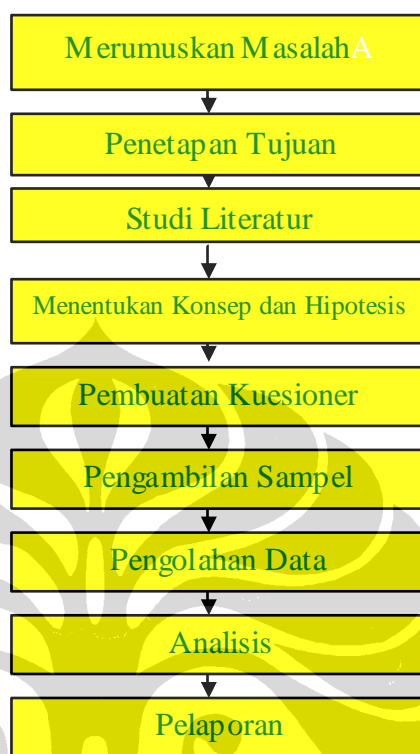 Merumuskan MasalahA
Penetapan Tujuan
Studi Literatur
Menentukan Konsep dan Hipotesis
Pembuatan Kuesioner
Pengambilan Sampel
Pengolahan Data
Analisis
Pelaporan